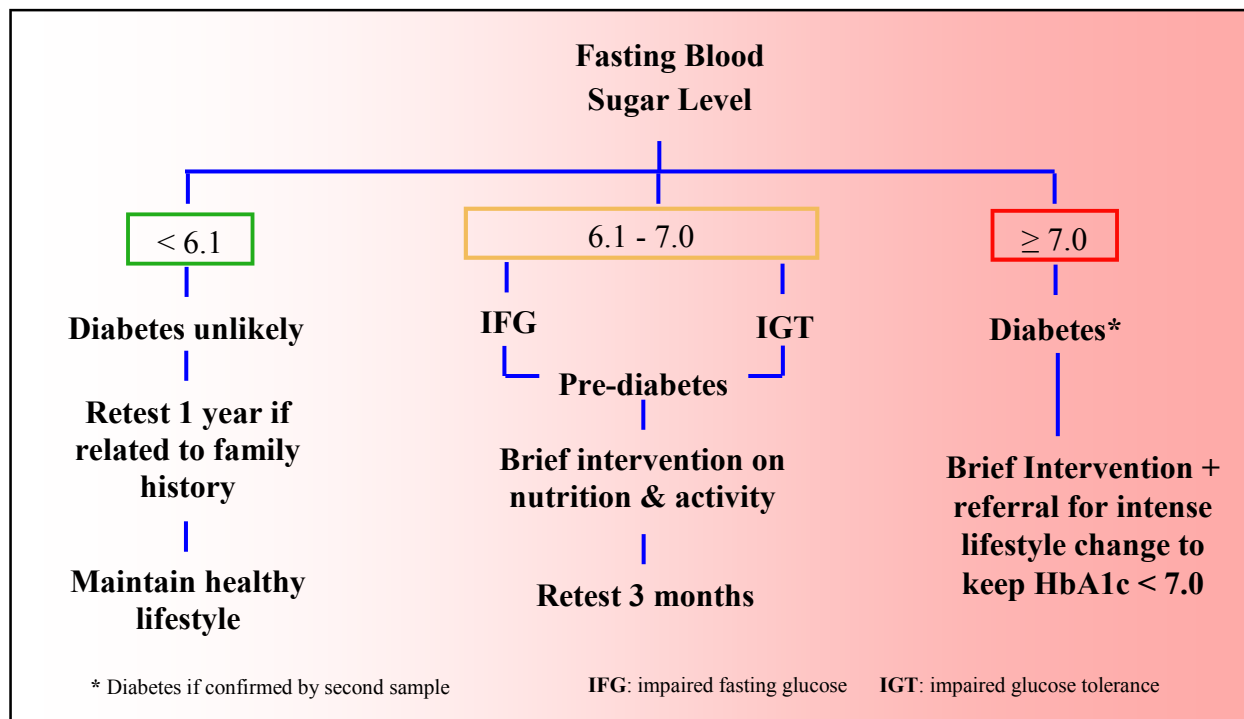 Fasting Blood
Sugar Level
< 6.1
6.1 - 7.0
≥ 7.0
Diabetes unlikely
IFG
IGT
Diabetes*
Pre-diabetes
Retest 1 year if
related to family
history
Brief intervention on
nutrition & activity
Brief Intervention +
referral for intense
lifestyle change to
keep HbA1c < 7.0
Maintain healthy
lifestyle
Retest 3 months
* Diabetes if confirmed by second sample
IFG: impaired fasting glucose
IGT: impaired glucose tolerance